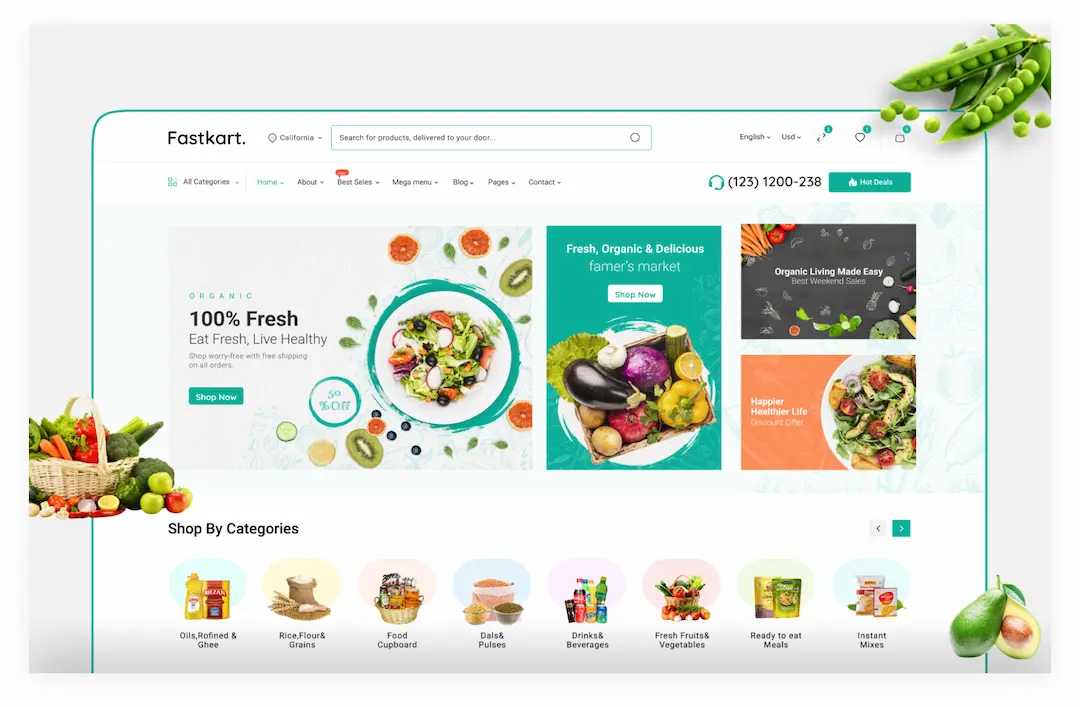 Fastkart.
California
Search for products, delivered to your door...
English
Usd
2
1
4
All Categories
Home
About
Best Seles
Mega menu
Blog
Pages
Contact
(123) 1200-238
Hot Deals
ORGANIC
100% Fresh
Eat Fresh, Live Healthy
Shop worry-free with free shipping
on all orders.
Shop Now
50
%Off
Fresh, Organic & Delicious
famer's market
Shop Now
Organic Living Made Easy
Best Weekend Sales
Happier
Healthier Life
Discount Offer
Shop By Categories
Oils,Rofined &
Ghee
Rice,Flour&
Grains
Food
Cupboard
Dals&
Pulses
Drinks&
Beverages
Fresh Fruits&
Vegetables
Ready to eat
Meals
Instant
Mixes